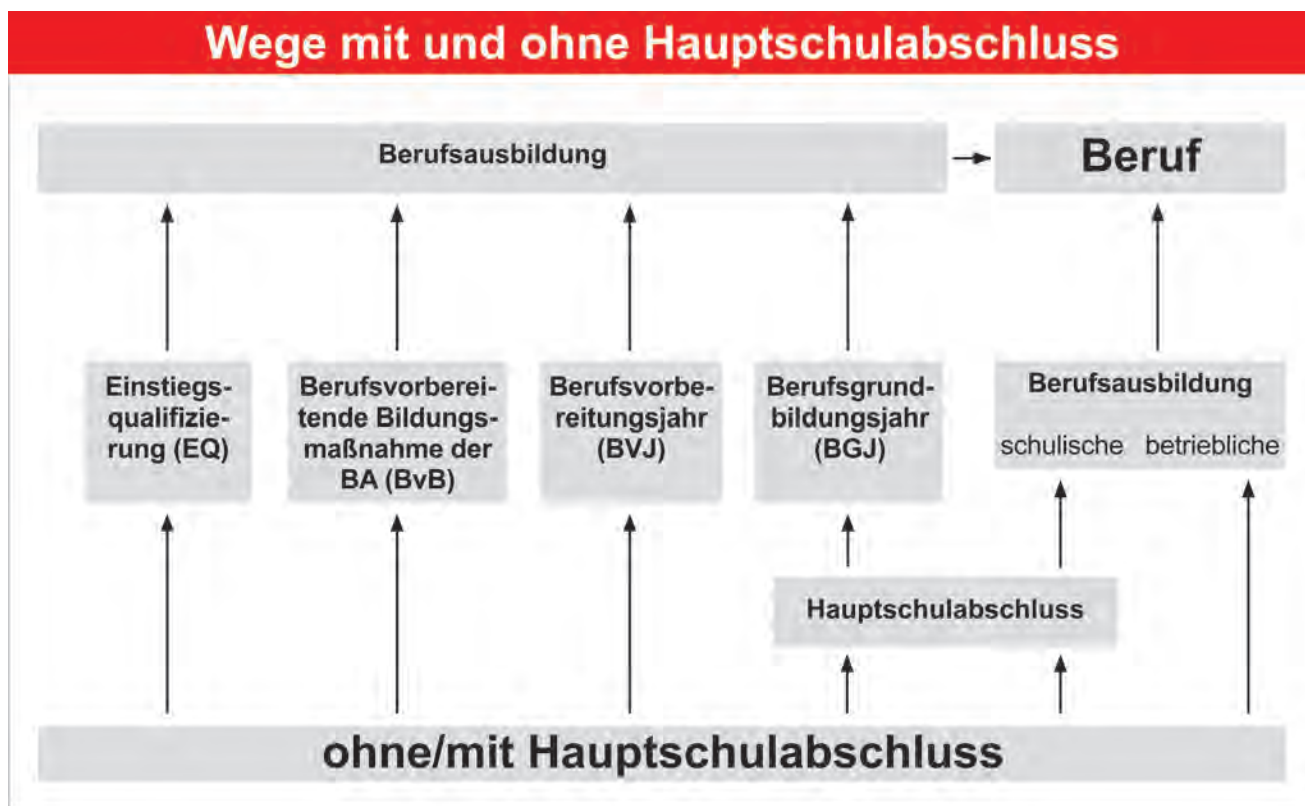 Wege mit und ohne Hauptschulabschluss
Berufsausbildung
Beruf
Einstiegs-
qualifizie-
rung (EQ)
Berufsvorberei-
tende Bildungs-
maßnahme der
BA (BvB)
Berufsvorbe-
reitungsjahr
(BVJ)
Berufsgrund-
bildungsjahr
(BGJ)
Berufsausbildung
schulische betriebliche
Hauptschulabschluss
ohne/mit Hauptschulabschluss